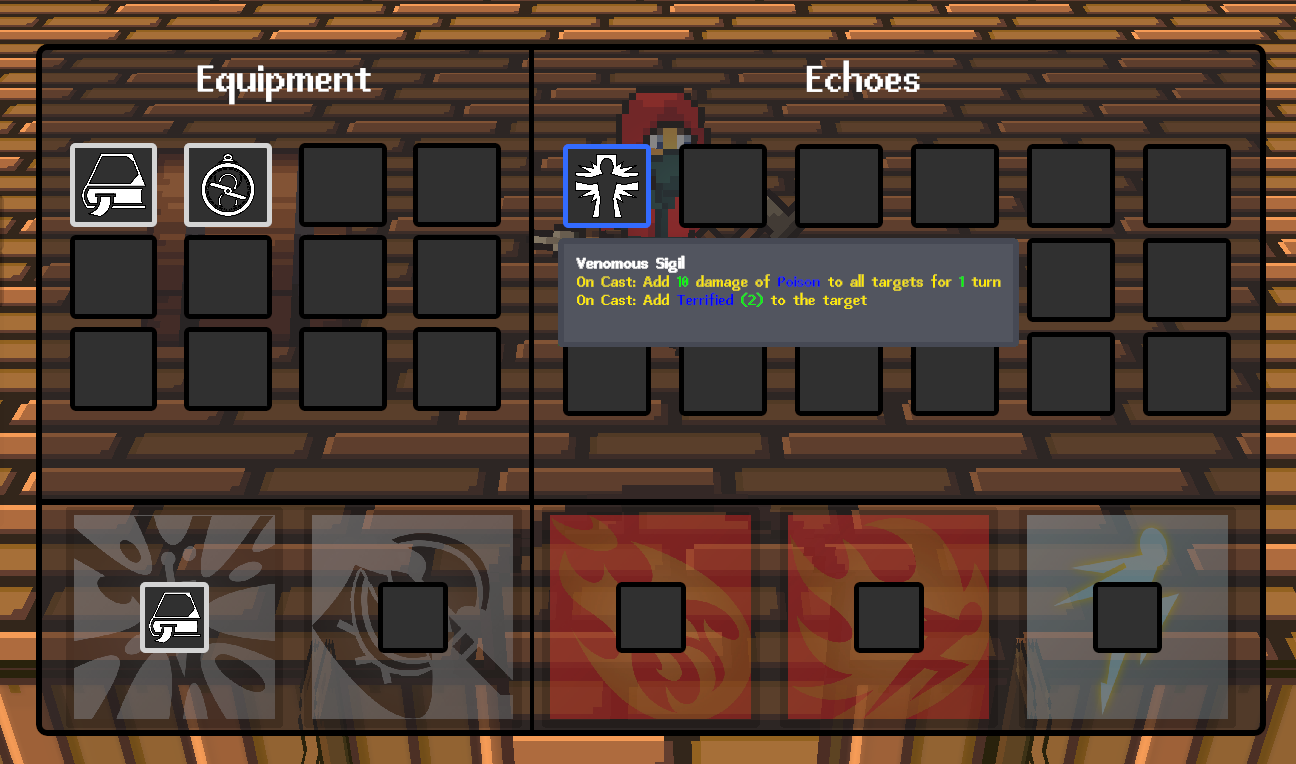 Equipment
Echoes
Venomous Sigil
On Cast: Add 10 damage of Poison to all targets for 1 turn
On Cast: Add Terrified (2) to the target